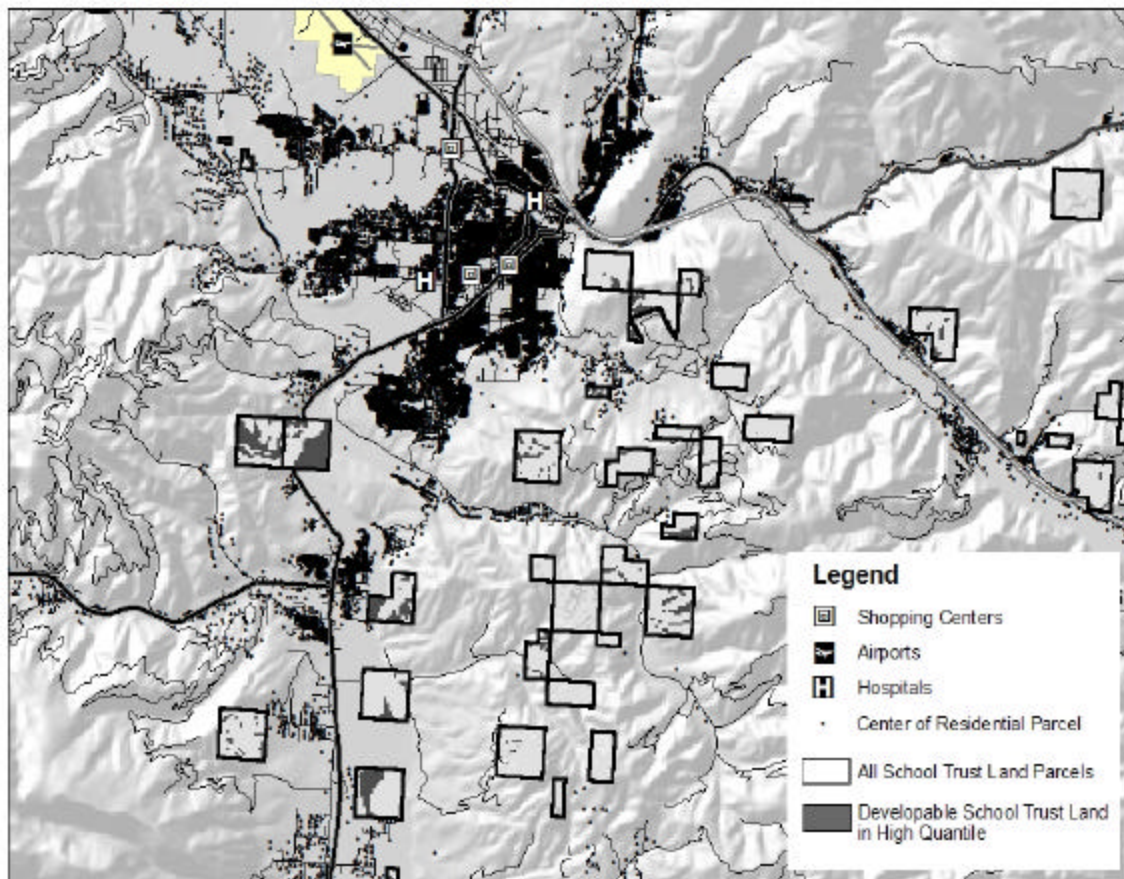 H
H
Legend
Shopping Centers
Airports
H Hospitals
Center of Residential Parcel
All School Trust Land Parcels
Developable School Trust Land
in High Quantile